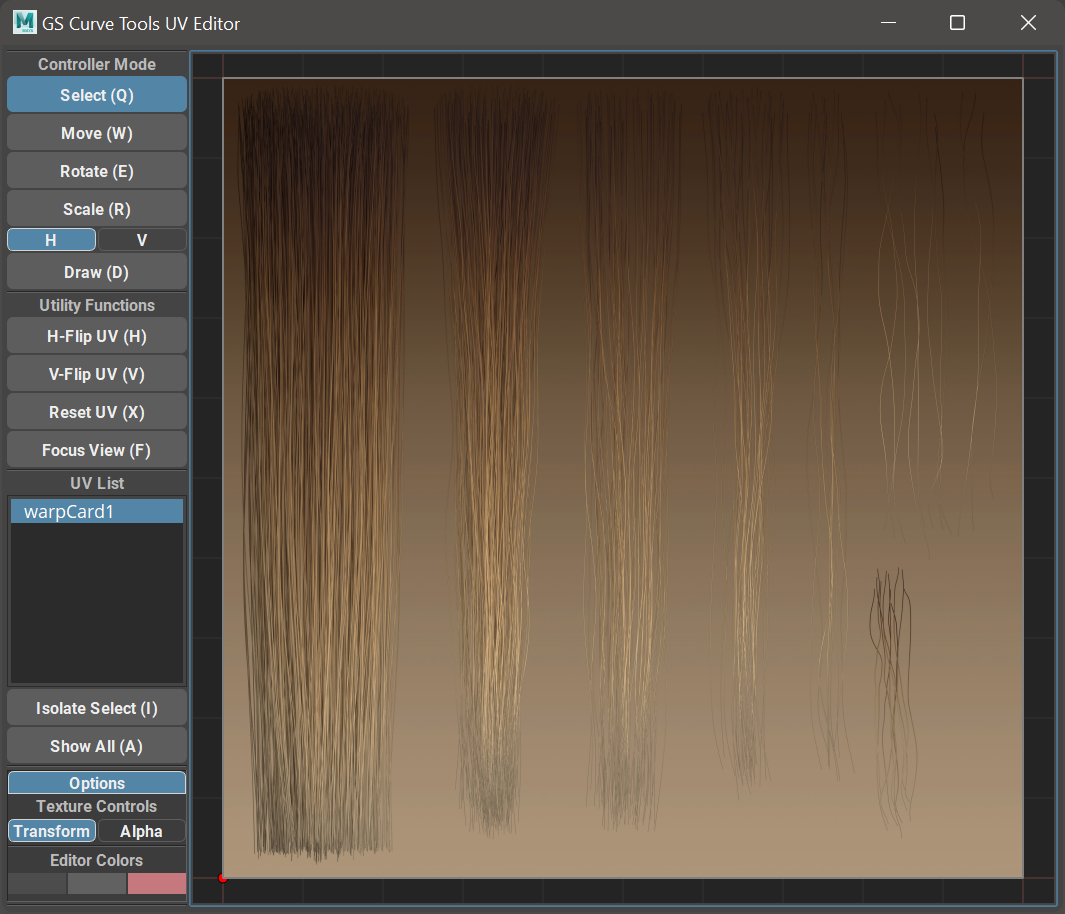 GS Curve Tools UV Editor
Controller Mode
Select (Q)
Move (W)
Rotate (E)
Scale (R)
H V
Draw (D)
Utility Functions
H-Flip UV (H)
V-Flip UV (V)
Reset UV (X)
Focus View (F)
UV List
warpCard1
Isolate Select (I)
Show All (A)
Options
Texture Controls
Transform Alpha
Editor Colors